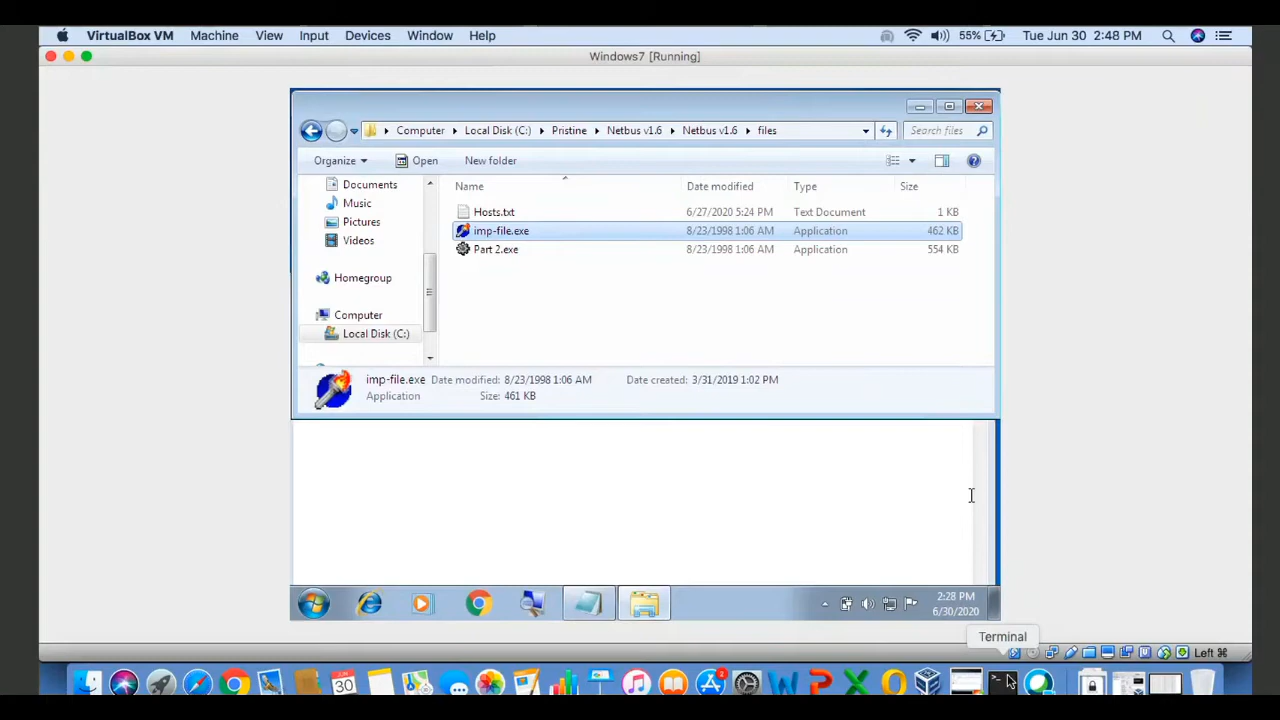 VirtualBox VM Machine View Input Devices Window Help 55% Tue Jun 30 2:48 PM
Windows7 [Running]
Computer Local Disk (C:) Pristine Netbus v1.6 Netbus v1.6 files Search files
Organize Open New folder
Name Date modified Type Size
Documents
Music
Pictures
Videos
Homegroup
Computer
Local Disk (C:)
Hosts.txt 6/27/2020 5:24 PM Text Document 1 KB
imp-file.exe 8/23/1998 1:06 AM Application 462 KB
Part 2.exe 8/23/1998 1:06 AM Application 554 KB
imp-file.exe Date modified: 8/23/1998 1:06 AM Date created: 3/31/2019 1:02 PM
Application Size: 461 KB
2:28 PM
6/30/2020
Terminal
Left ⌘
30
2